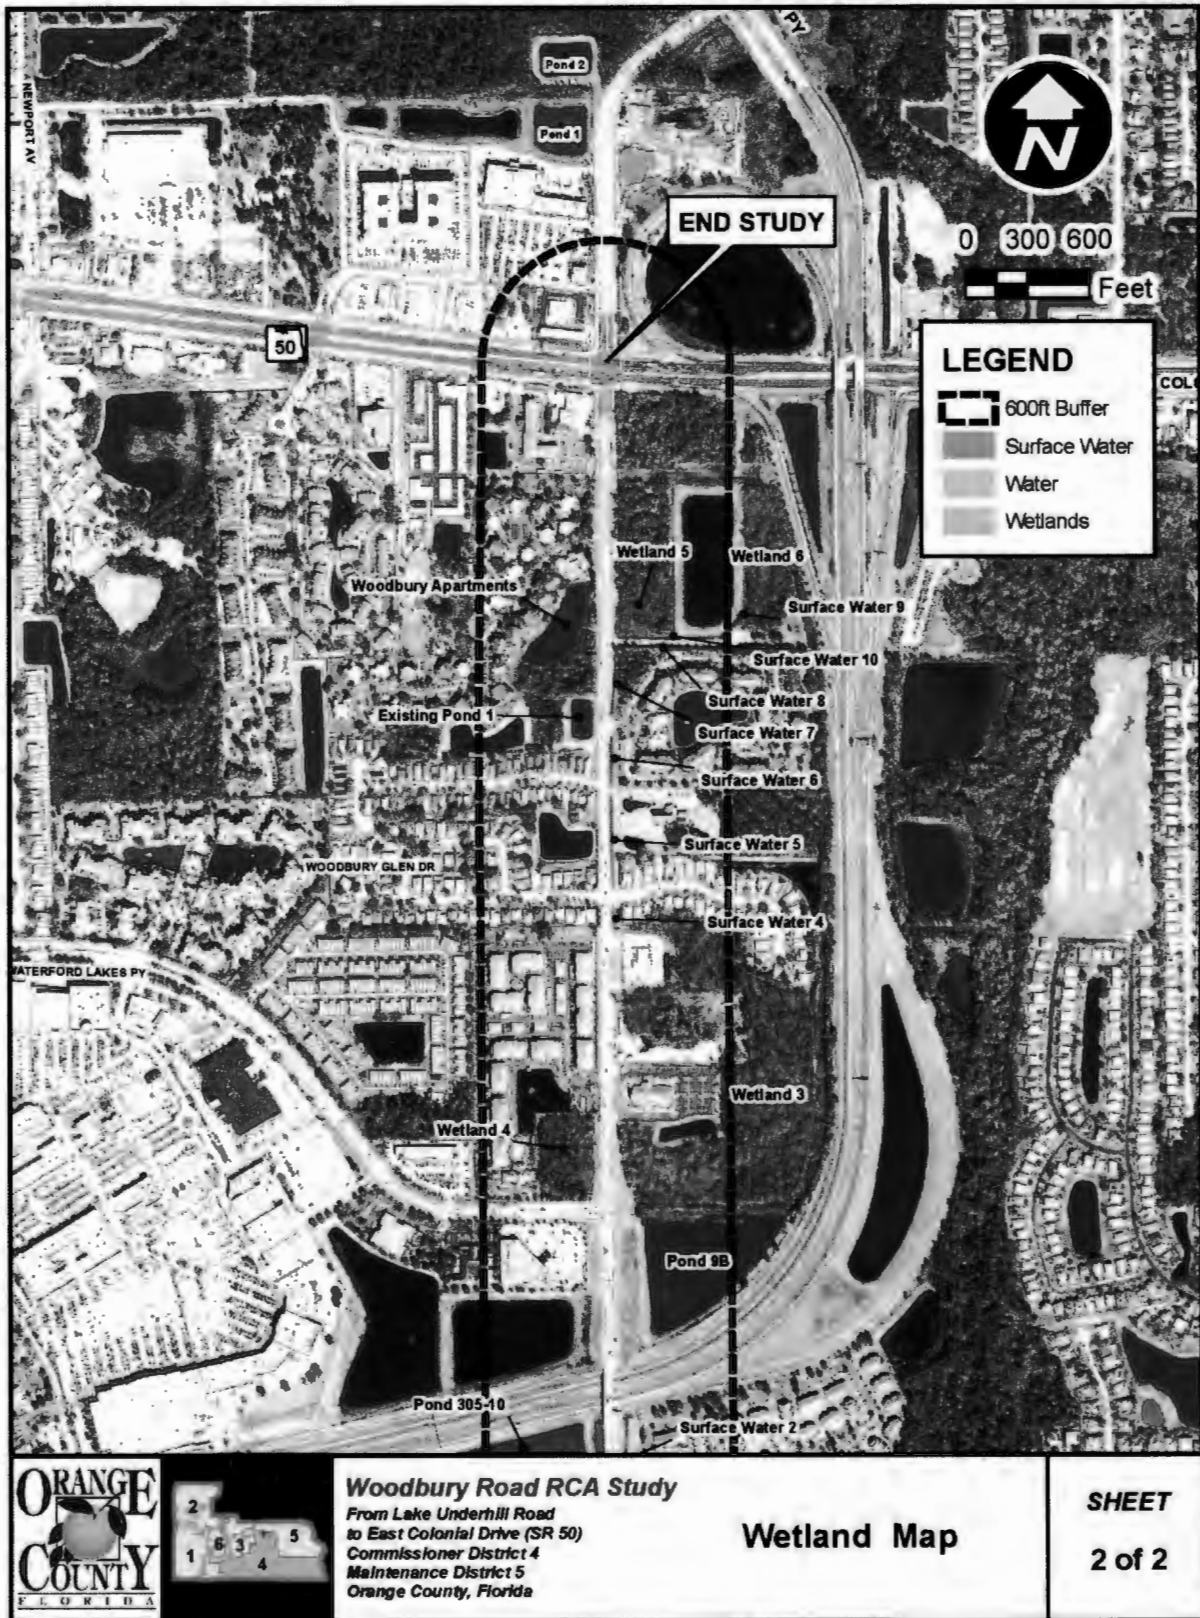 PY
NEWPORT AV
Pond 2
Pond 1
N
END STUDY
0 300 600
Feet
50
LEGEND
600ft Buffer
Surface Water
Water
Wetlands
COL
Wetland 5
Wetland 6
Woodbury Apartments
Surface Water 9
Surface Water 10
Surface Water 8
Existing Pond 1
Surface Water 7
Surface Water 6
Surface Water 5
WOODBURY GLEN DR
Surface Water 4
WATERFORD LAKES PY
Wetland 3
Wetland 4
Pond 9B
Pond 305-10
Surface Water 2
ORANGE
COUNTY
FLORIDA
2
1
6
3
4
5
Woodbury Road RCA Study
From Lake Underhill Road
to East Colonial Drive (SR 50)
Commissioner District 4
Maintenance District 5
Orange County, Florida
Wetland Map
SHEET
2 of 2